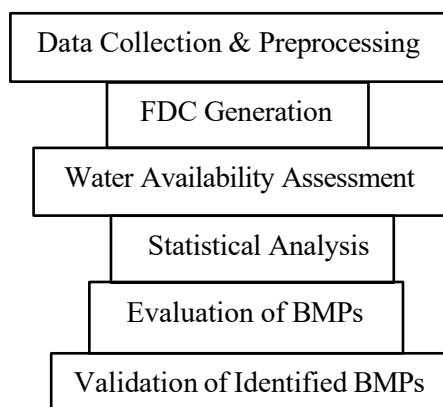 Data Collection & Preprocessing
FDC Generation
Water Availability Assessment
Statistical Analysis
Evaluation of BMPs
Validation of Identified BMPs